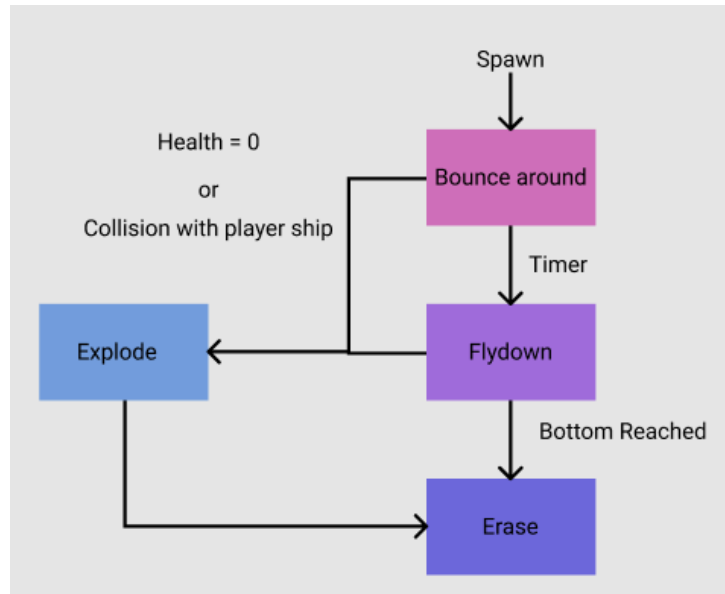 Spawn
Health = 0
or
Collision with player ship
Bounce around
Timer
Explode
Flydown
Bottom Reached
Erase